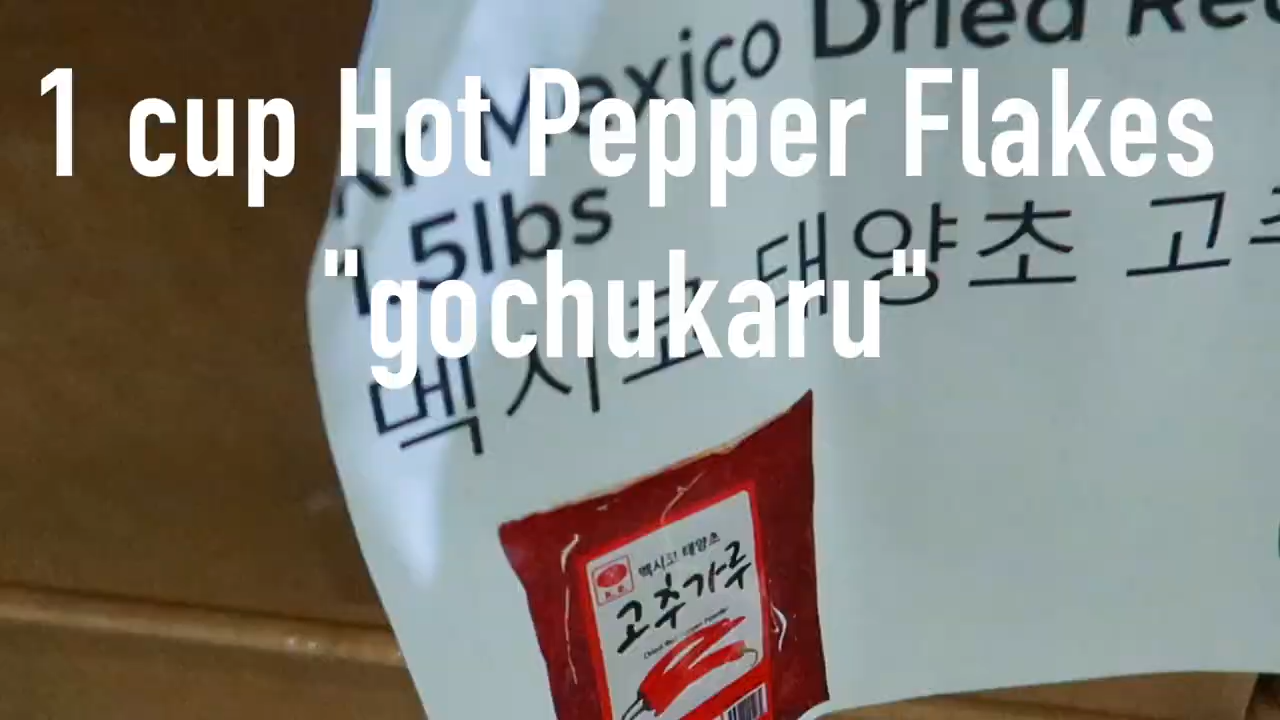 Mexico Dried
1 cup Hot Pepper Flakes
1.5lbs
"gochukaru"
멕시코 태양초 고
멕시코 태양초
고추가루